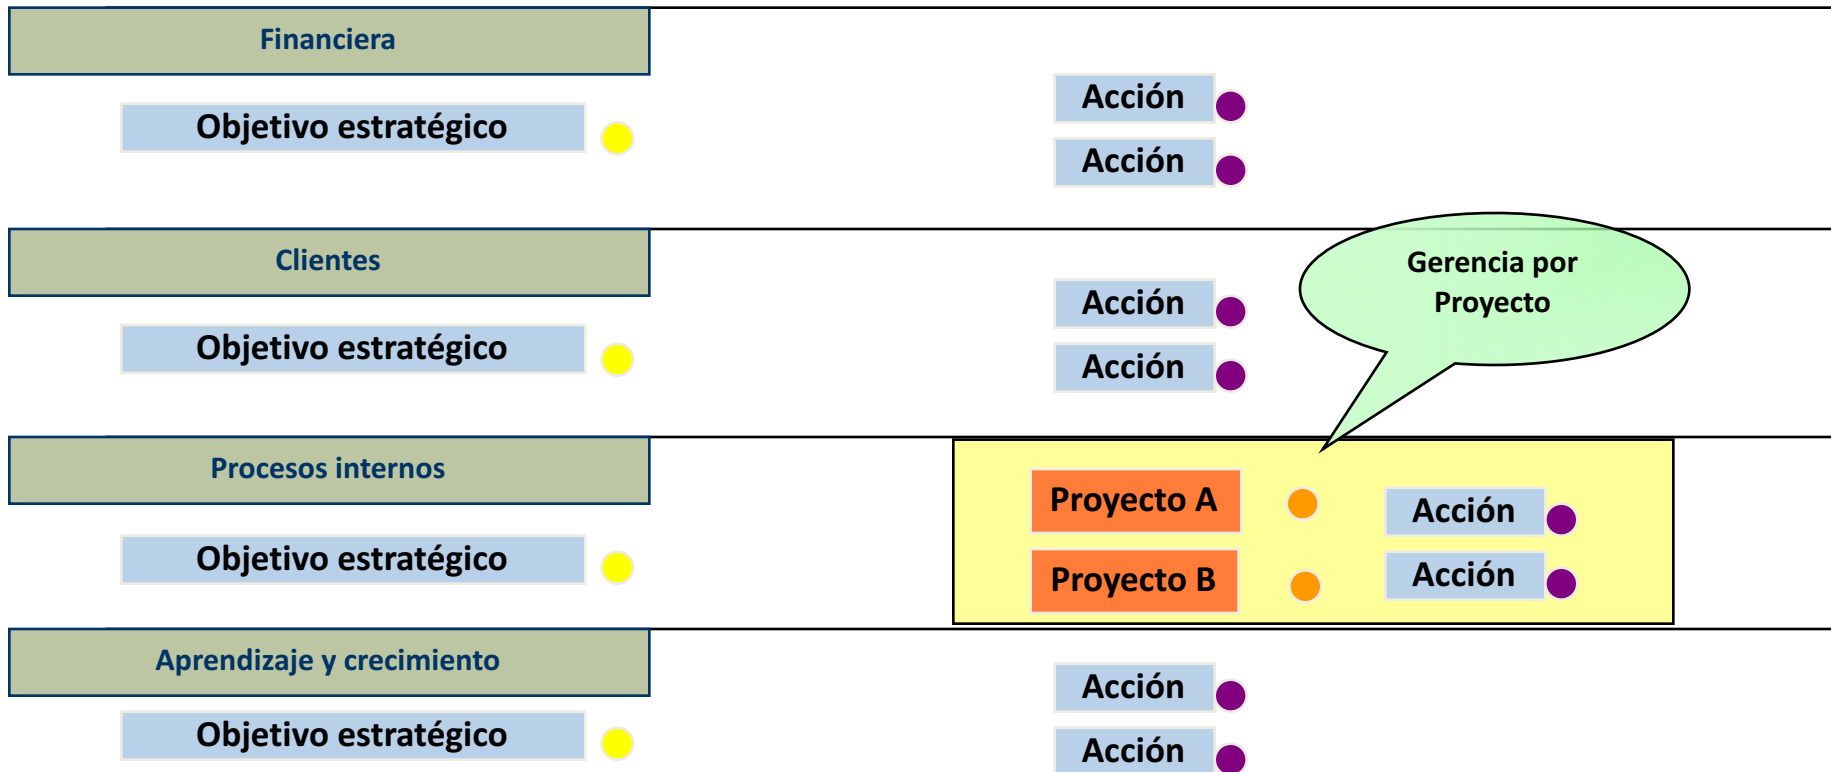 Financiera
Objetivo estratégico
Acción
Acción
Clientes
Objetivo estratégico
Acción
Acción
Gerencia por
Proyecto
Procesos internos
Objetivo estratégico
Proyecto A
Acción
Proyecto B
Acción
Aprendizaje y crecimiento
Objetivo estratégico
Acción
Acción